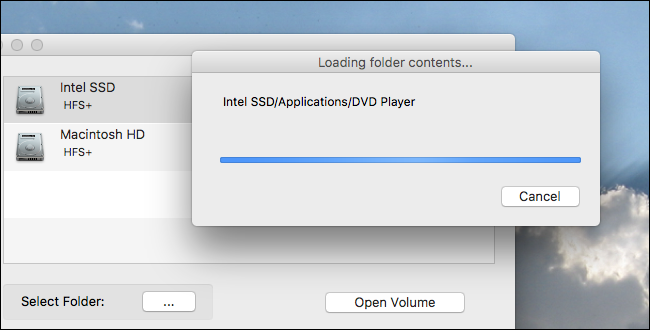 Loading folder contents...
Intel SSD
HFS+
Intel SSD/Applications/DVD Player
Macintosh HD
HFS+
Cancel
Select Folder:
...
Open Volume